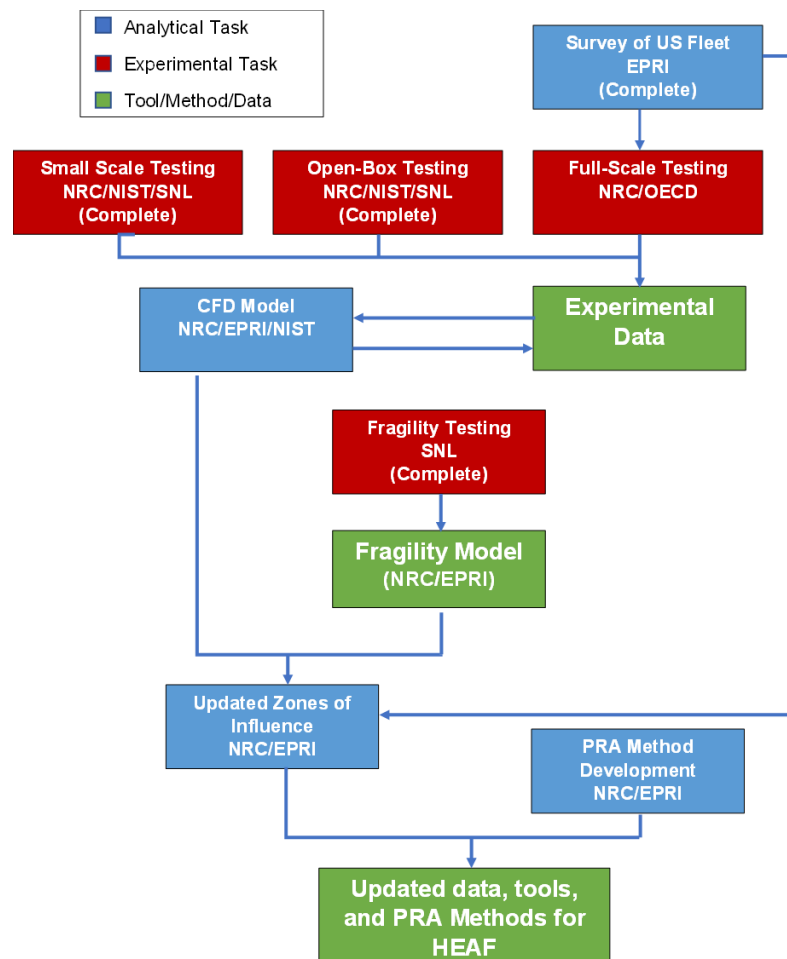 Analytical Task
Experimental Task
Tool/Method/Data
Survey of US Fleet
EPRI
(Complete)
Small Scale Testing
NRC/NIST/SNL
(Complete)
Open-Box Testing
NRC/NIST/SNL
(Complete)
Full-Scale Testing
NRC/OECD
CFD Model
NRC/EPRI/NIST
Experimental
Data
Fragility Testing
SNL
(Complete)
Fragility Model
(NRC/EPRI)
Updated Zones of
Influence
NRC/EPRI
PRA Method
Development
NRC/EPRI
Updated data, tools,
and PRA Methods for
HEAF